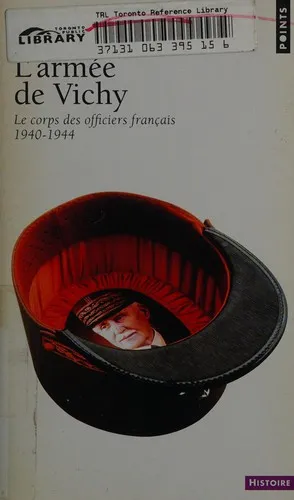 TRL Toronto Reference Library
TORONTO
PUBLIC
LIBRARY
37131 063 395 15 6
POINTS
L'armée
de Vichy
Le corps des officiers français
1940-1944
HISTOIRE